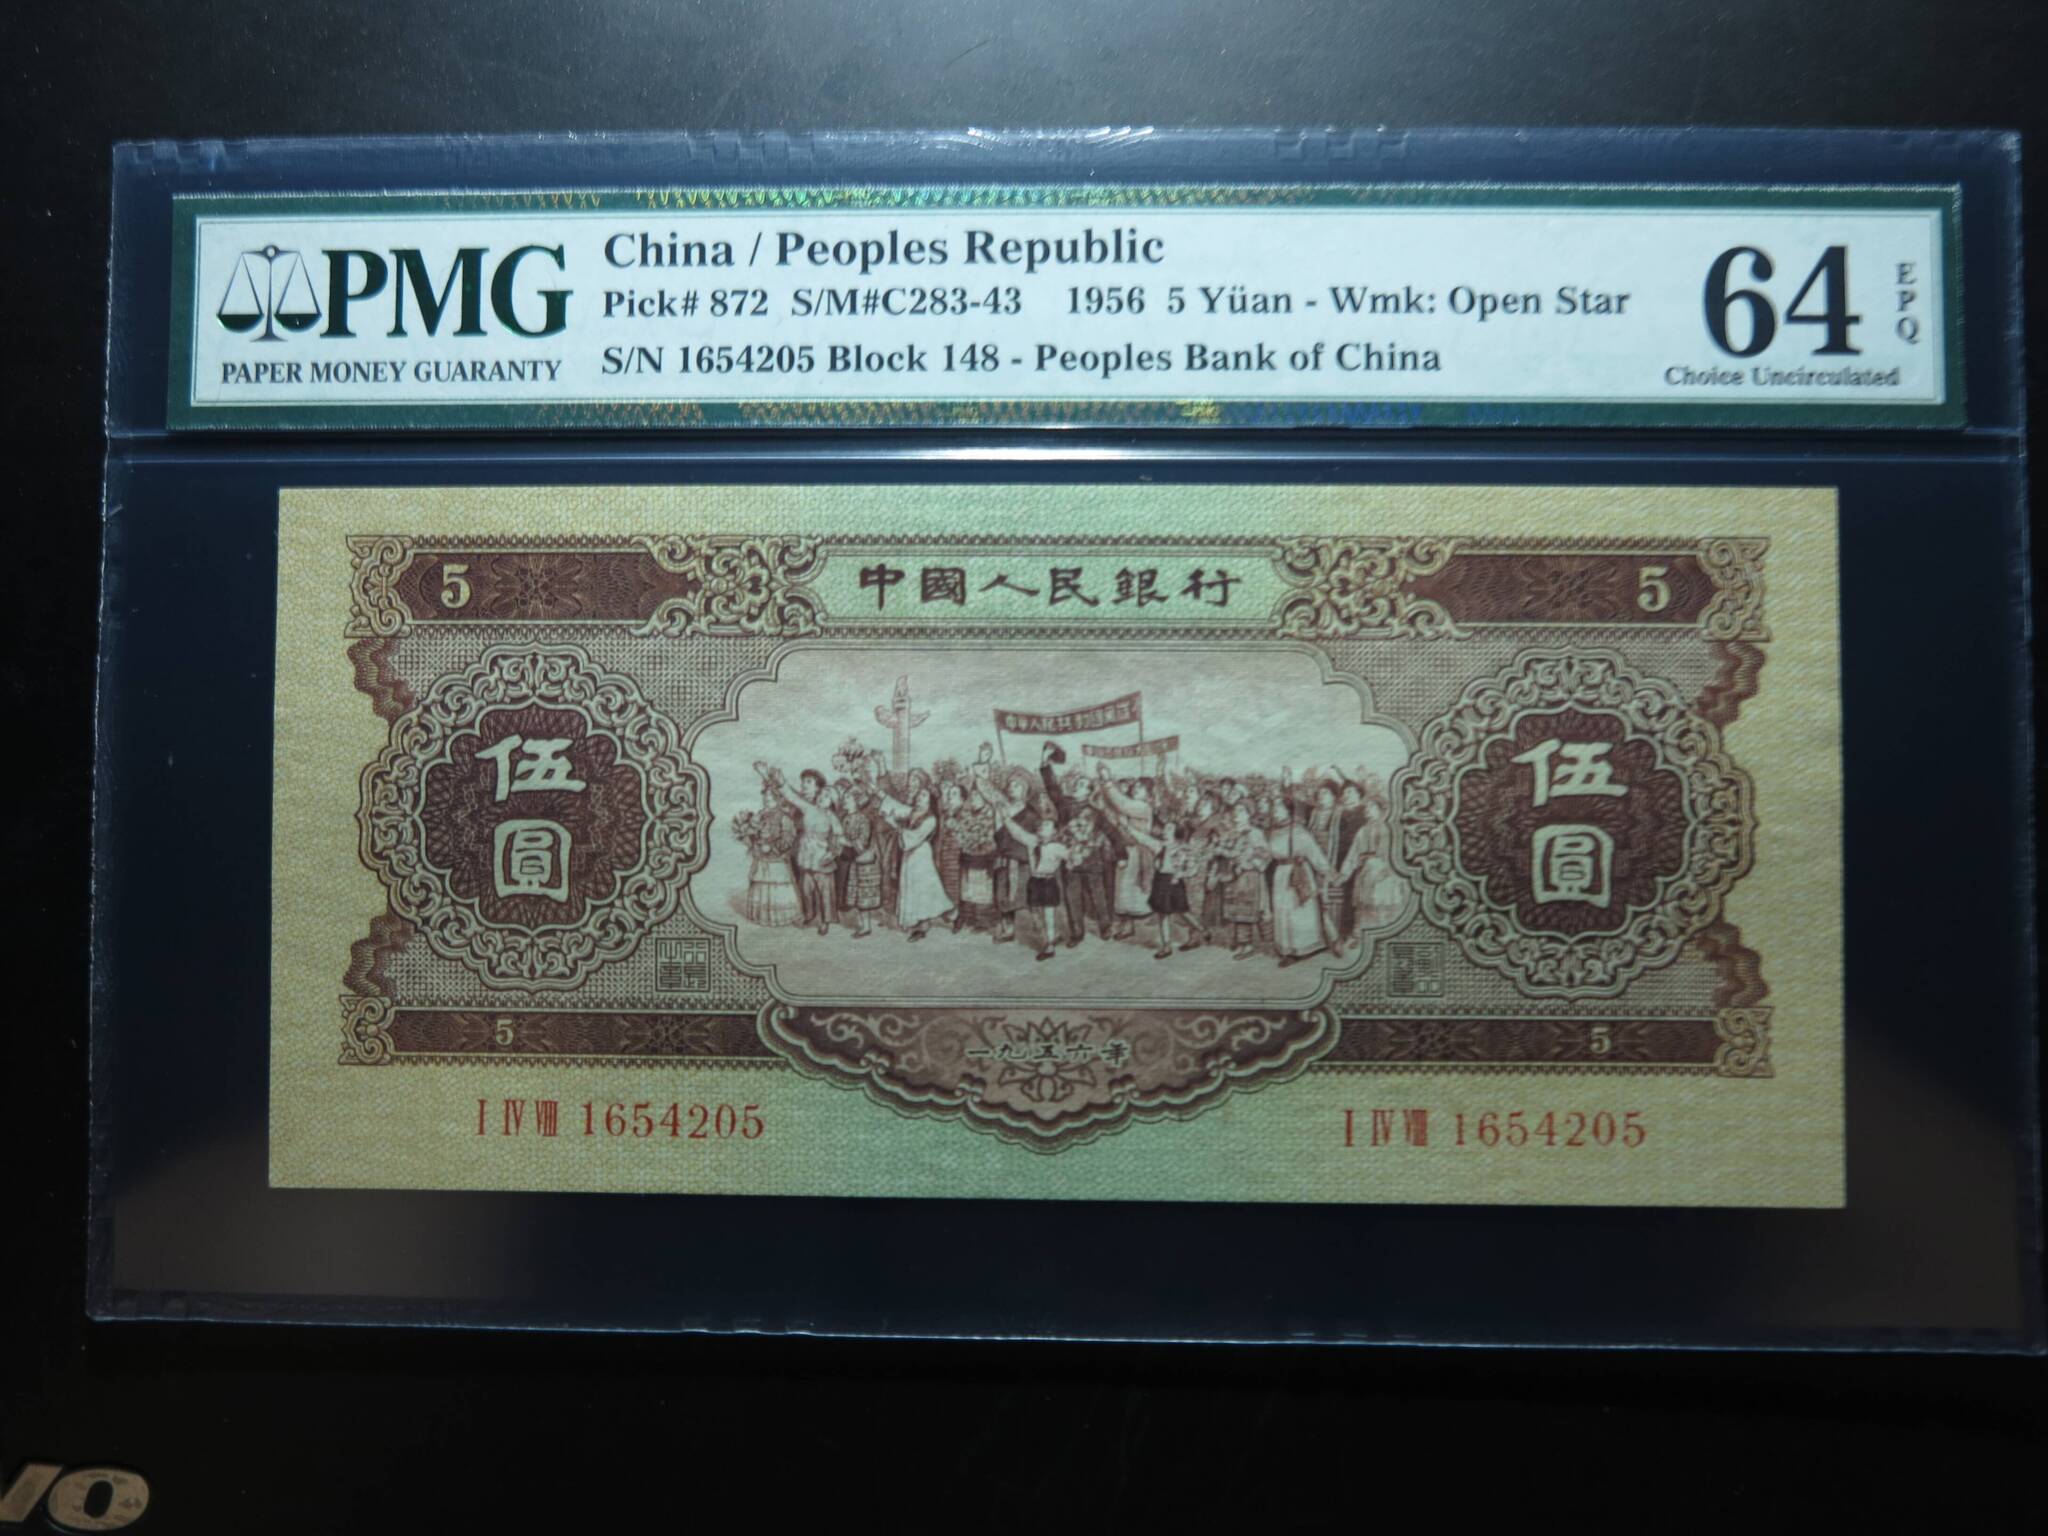 PMG
PAPER MONEY GUARANTY
China / Peoples Republic
Pick# 872 S/M#C283-43 1956 5 Yüan - Wmk: Open Star
S/N 1654205 Block 148 - Peoples Bank of China
64
EPQ
Choice Uncirculated
5
中國人民銀行
5
伍圓
伍圓
5
一九五六年
5
I IV VIII 1654205
I IV VIII 1654205